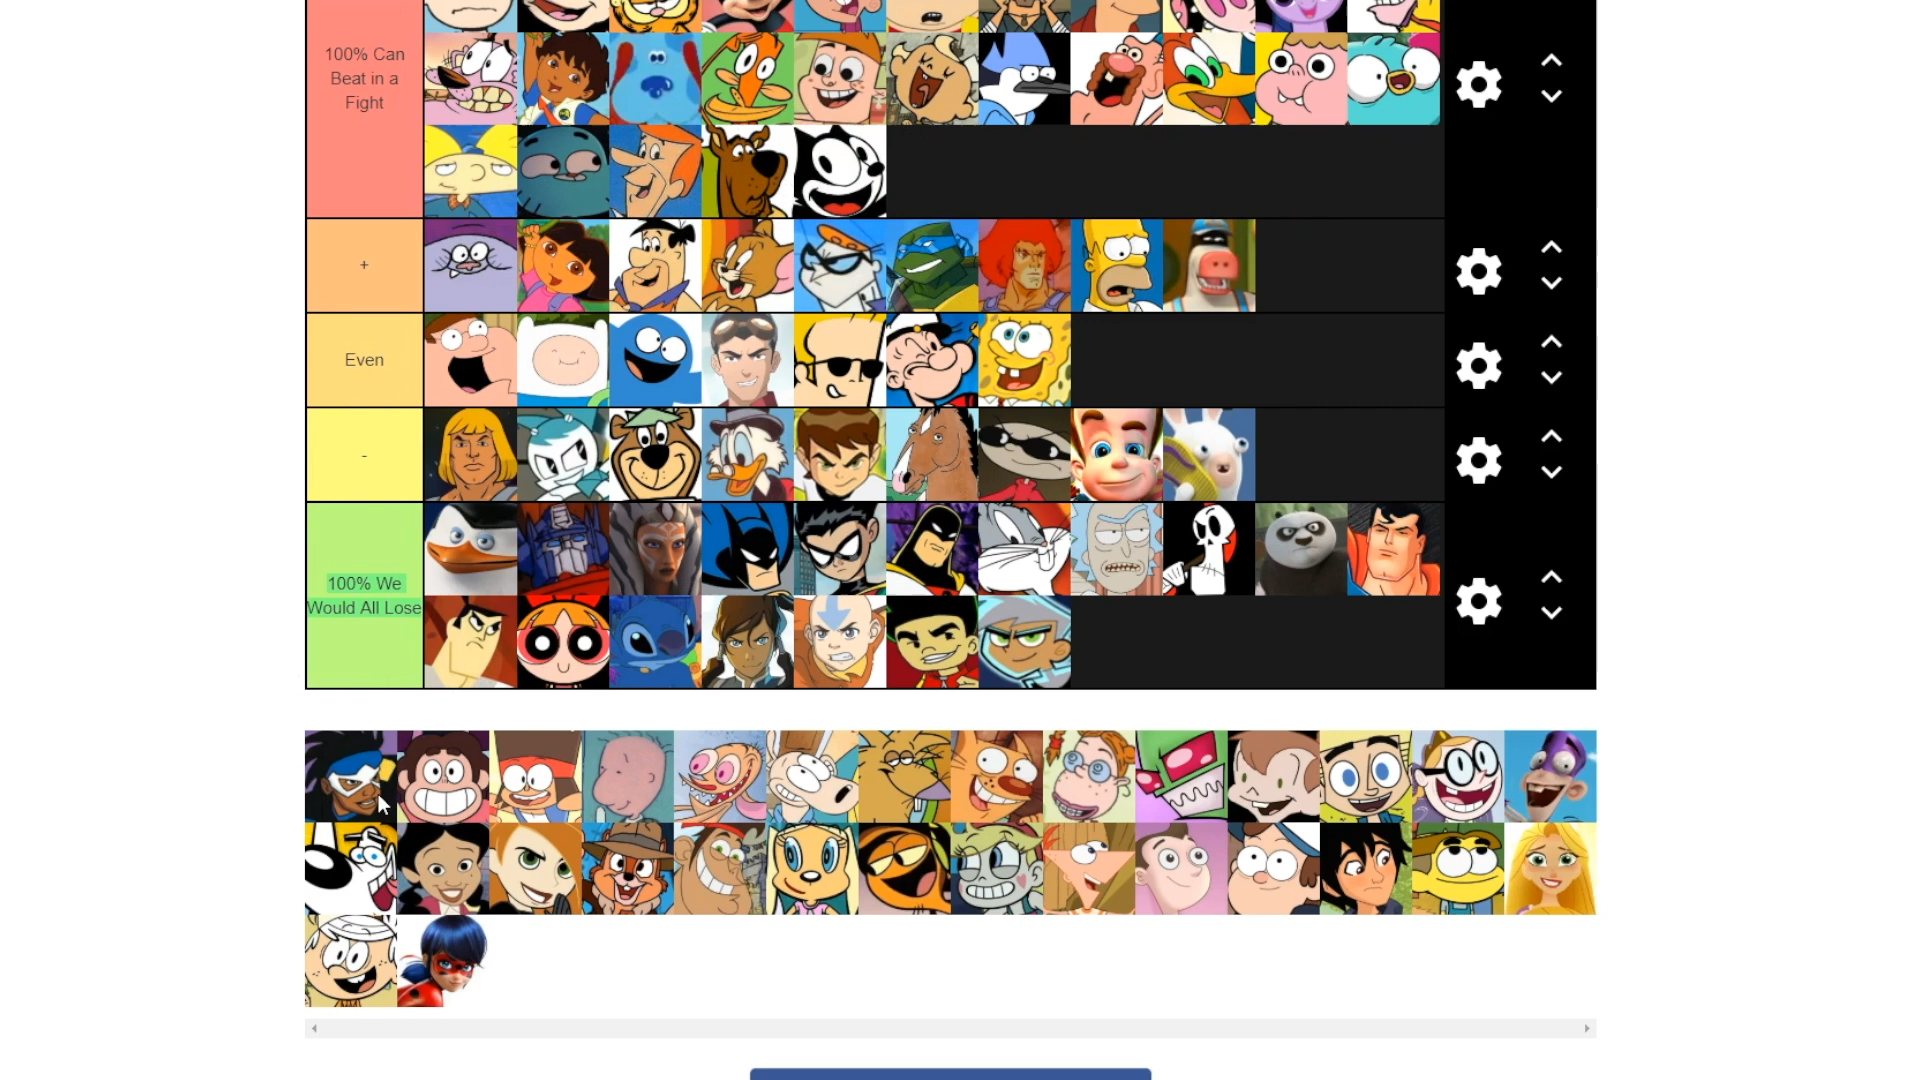 100% Can
Beat in a
Fight
+
Even
-
100% We
Would All Lose